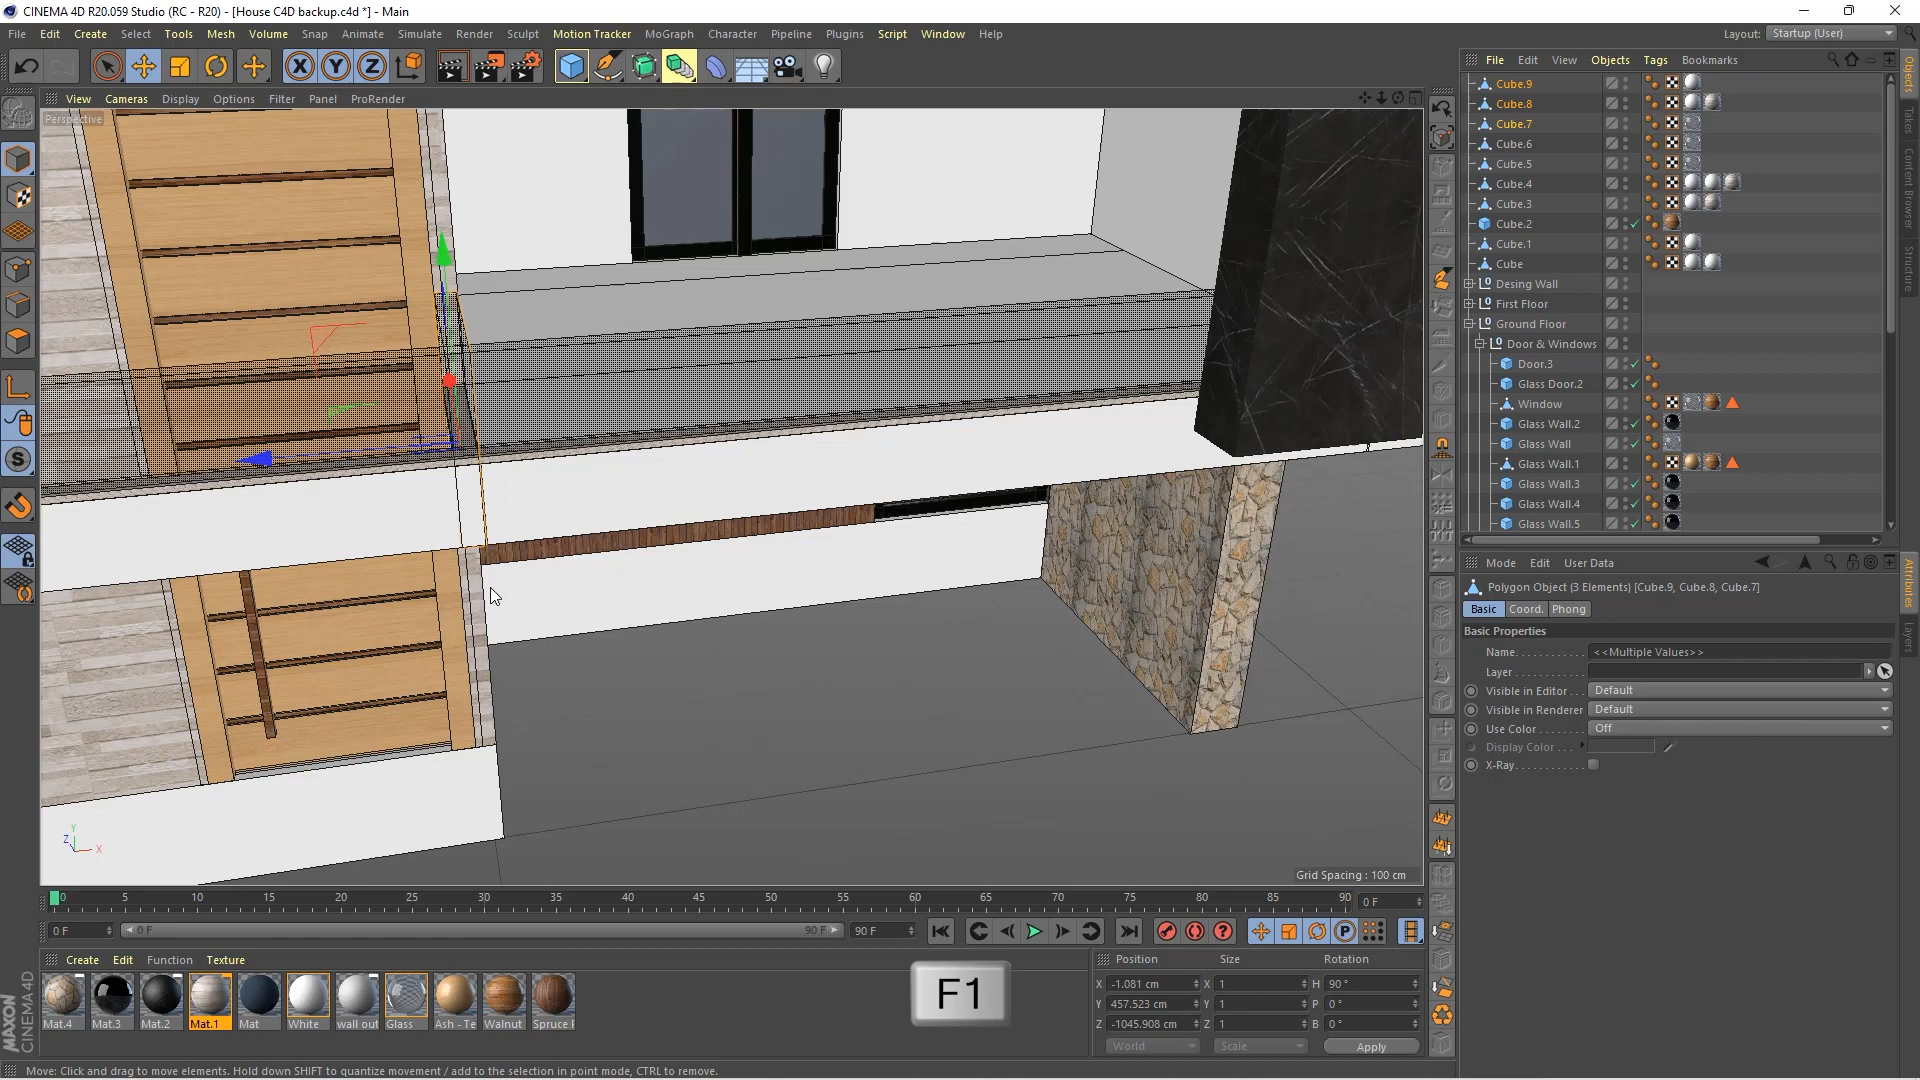 CINEMA 4D R20.059 Studio (RC - R20) - [House C4D backup.c4d *] - Main
File Edit Create Select Tools Mesh Volume Snap Animate Simulate Render Sculpt Motion Tracker MoGraph Character Pipeline Plugins Script Window Help
Layout: Startup (User)
View Cameras Display Options Filter Panel ProRender
Perspective
Grid Spacing : 100 cm
File Edit View Objects Tags Bookmarks
Cube.9
Cube.8
Cube.7
Cube.6
Cube.5
Cube.4
Cube.3
Cube.2
Cube.1
Cube
Desing Wall
First Floor
Ground Floor
Door & Windows
Door.3
Glass Door.2
Window
Glass Wall.2
Glass Wall
Glass Wall.1
Glass Wall.3
Glass Wall.4
Glass Wall.5
Objects
Takes
Content Browser
Structure
Mode Edit User Data
Polygon Object (3 Elements) [Cube.9, Cube.8, Cube.7]
Basic Coord. Phong
Basic Properties
Name <<Multiple Values>>
Layer
Visible in Editor Default
Visible in Renderer Default
Use Color Off
Display Color
X-Ray
Attributes
Layers
Y
Z
X
0 5 10 15 20 25 30 35 40 45 50 55 60 65 70 75 80 85 90 0 F
0 F 0 F 90 F 90 F
Create Edit Function Texture
Mat.4 Mat.3 Mat.2 Mat.1 Mat White wall out Glass Ash - Te Walnut Spruce
F1
Position Size Rotation
X -1.081 cm X 1 H 90 °
Y 457.523 cm Y 1 P 0 °
Z -1045.908 cm Z 1 B 0 °
World Scale Apply
MAXON
CINEMA 4D
Move: Click and drag to move elements. Hold down SHIFT to quantize movement / add to the selection in point mode, CTRL to remove.